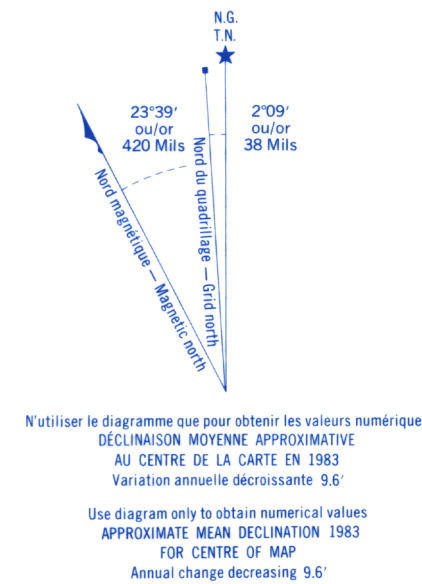 N.G.
T.N.
23°39′
ou/or
420 Mils
2°09′
ou/or
38 Mils
Nord magnétique — Magnetic north
Nord du quadrillage — Grid north
N'utiliser le diagramme que pour obtenir les valeurs numérique
DÉCLINAISON MOYENNE APPROXIMATIVE
AU CENTRE DE LA CARTE EN 1983
Variation annuelle décroissante 9.6′
Use diagram only to obtain numerical values
APPROXIMATE MEAN DECLINATION 1983
FOR CENTRE OF MAP
Annual change decreasing 9.6′